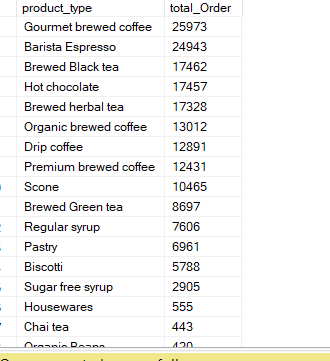 product_type total_Order
Gourmet brewed coffee 25973
Barista Espresso 24943
Brewed Black tea 17462
Hot chocolate 17457
Brewed herbal tea 17328
Organic brewed coffee 13012
Drip coffee 12891
Premium brewed coffee 12431
Scone 10465
Brewed Green tea 8697
Regular syrup 7606
Pastry 6961
Biscotti 5788
Sugar free syrup 2905
Housewares 555
Chai tea 443
Organic Beans 420